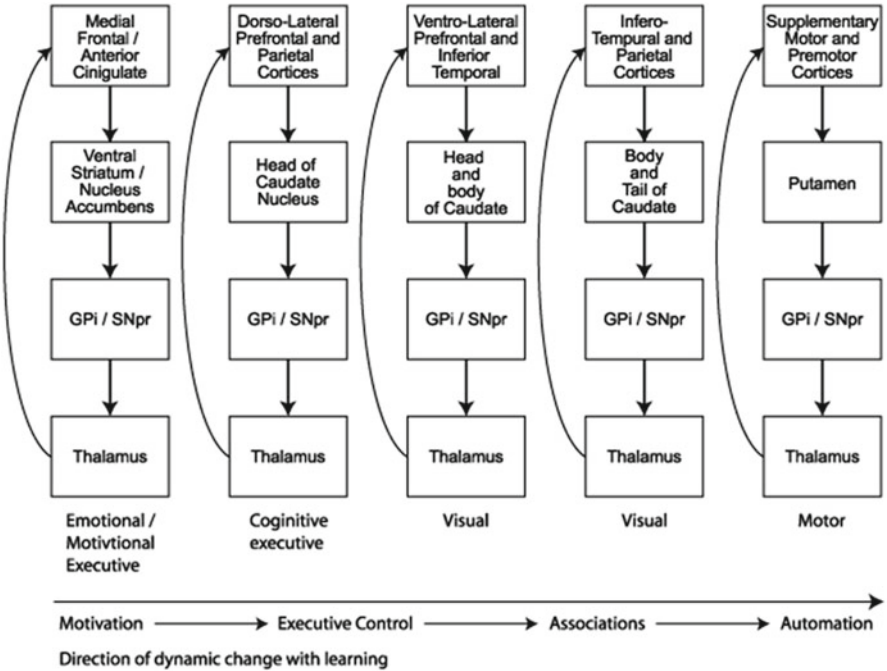 Medial
Frontal /
Anterior
Cinigulate
Dorso-Lateral
Prefrontal and
Parietal
Cortices
Ventro-Lateral
Prefrontal and
Inferior
Temporal
Infero-
Tempural and
Parietal
Cortices
Supplementary
Motor and
Premotor
Cortices
Ventral
Striatum /
Nucleus
Accumbens
Head of
Caudate
Nucleus
Head
and
body
of Caudate
Body
and
Tail of
Caudate
Putamen
GPi / SNpr
GPi / SNpr
GPi / SNpr
GPi / SNpr
GPi / SNpr
Thalamus
Thalamus
Thalamus
Thalamus
Thalamus
Emotional /
Motivtional
Executive
Coginitive
executive
Visual
Visual
Motor
Motivation
Executive Control
Associations
Automation
Direction of dynamic change with learning